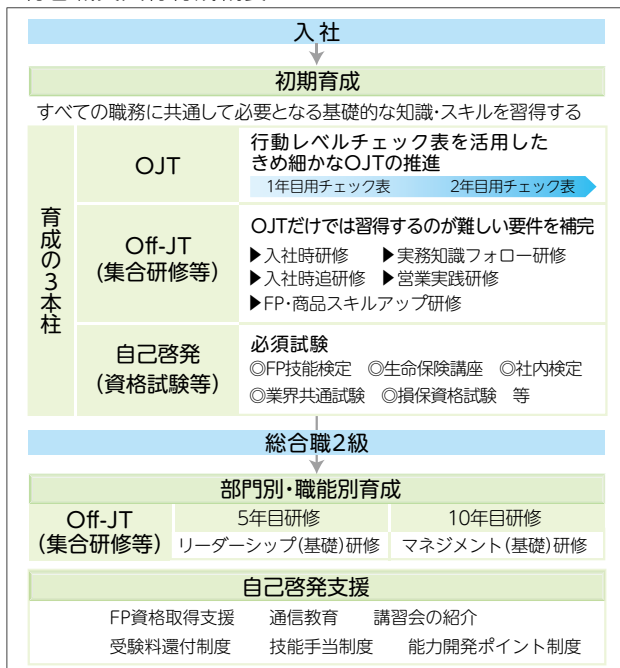 入社
初期育成
すべての職務に共通して必要となる基礎的な知識・スキルを習得する
育成の3本柱
OJT
行動レベルチェック表を活用した
きめ細かなOJTの推進
1年目用チェック表 2年目用チェック表
Off-JT
(集合研修等)
OJTだけでは習得するのが難しい要件を補完
▶入社時研修 ▶実務知識フォロー研修
▶入社時追研修 ▶営業実践研修
▶FP・商品スキルアップ研修
自己啓発
(資格試験等)
必須試験
◎FP技能検定 ◎生命保険講座 ◎社内検定
◎業界共通試験 ◎損保資格試験 等
総合職2級
部門別・職能別育成
Off-JT
(集合研修等)
5年目研修 10年目研修
リーダーシップ(基礎)研修 マネジメント(基礎)研修
自己啓発支援
FP資格取得支援 通信教育 講習会の紹介
受験料還付制度 技能手当制度 能力開発ポイント制度